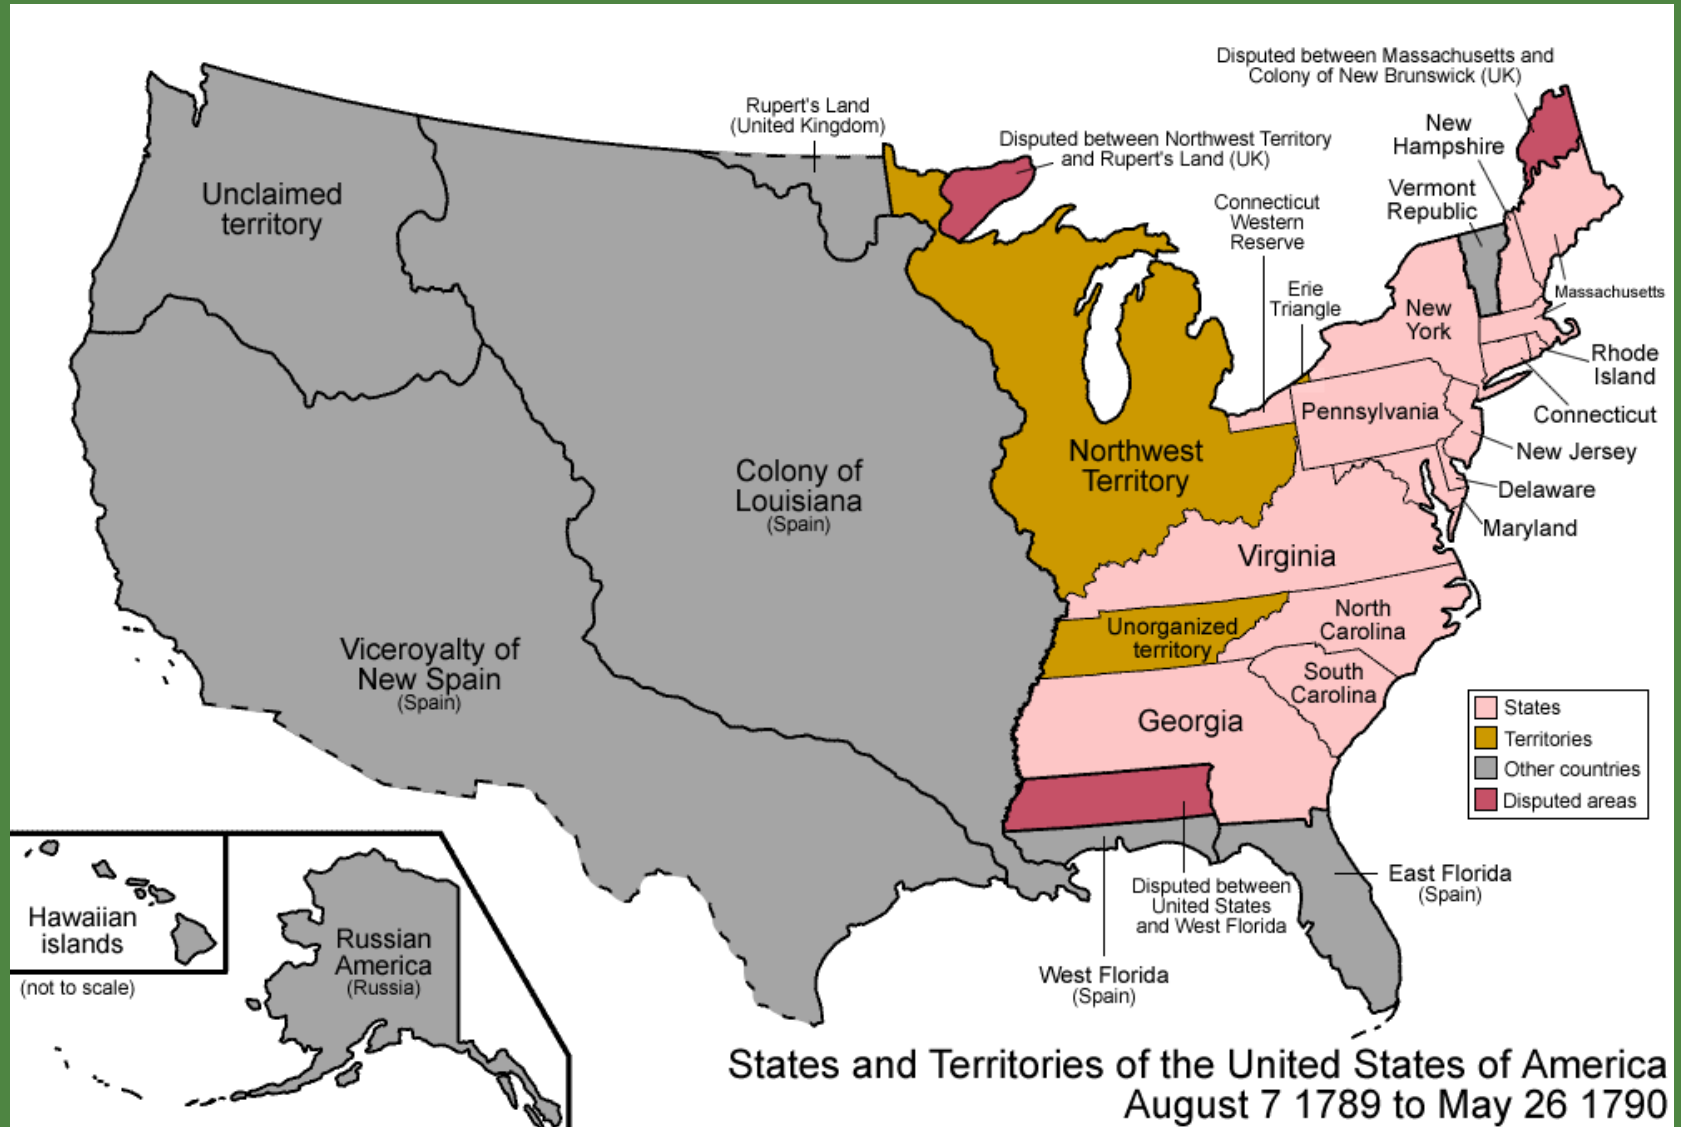 Disputed between Massachusetts and
Colony of New Brunswick (UK)
Rupert's Land
(United Kingdom)
New
Hampshire
Disputed between Northwest Territory
and Rupert's Land (UK)
Vermont
Republic
Unclaimed
territory
Connecticut
Western
Reserve
Erie
Triangle
Massachusetts
New
York
Rhode
Island
Pennsylvania
Connecticut
Northwest
Territory
New Jersey
Colony of
Louisiana
(Spain)
Delaware
Maryland
Virginia
North
Carolina
Unorganized
territory
Viceroyalty of
New Spain
(Spain)
South
Carolina
Georgia
States
Territories
Other countries
Disputed areas
East Florida
(Spain)
Disputed between
United States
and West Florida
West Florida
(Spain)
Hawaiian
islands
(not to scale)
Russian
America
(Russia)
States and Territories of the United States of America
August 7 1789 to May 26 1790